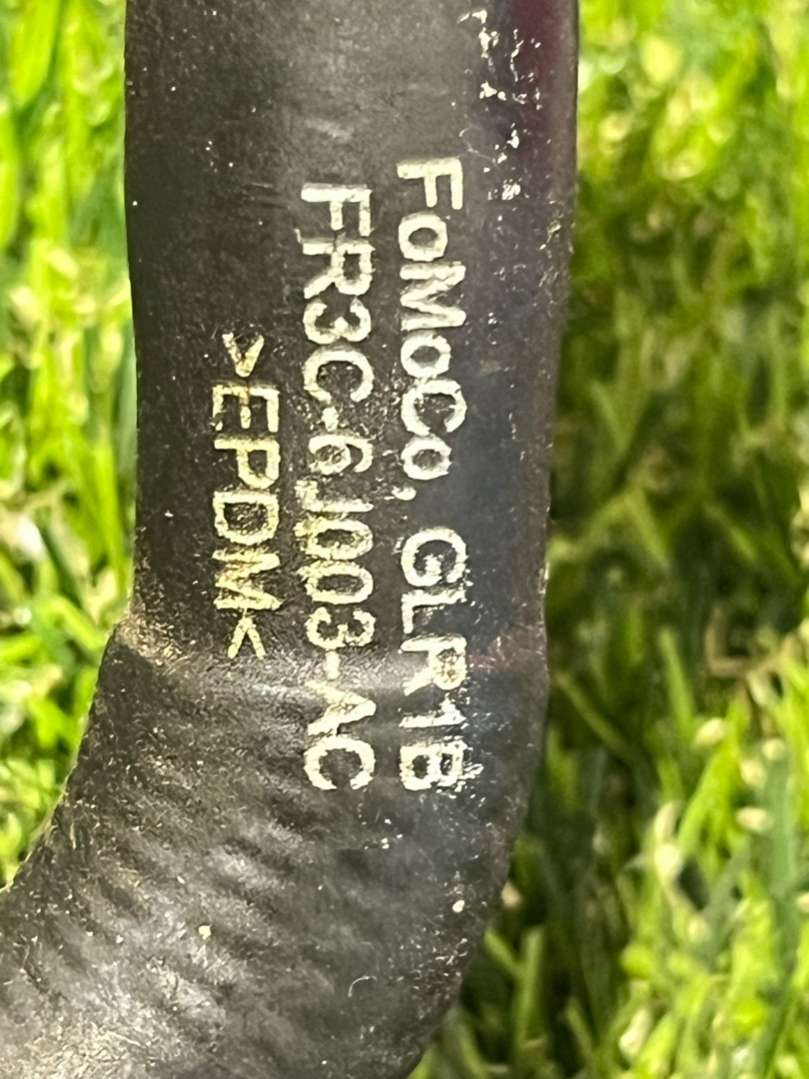 FoMoCo, GLR1B
FR3C-6J003-AC
>EPDM<